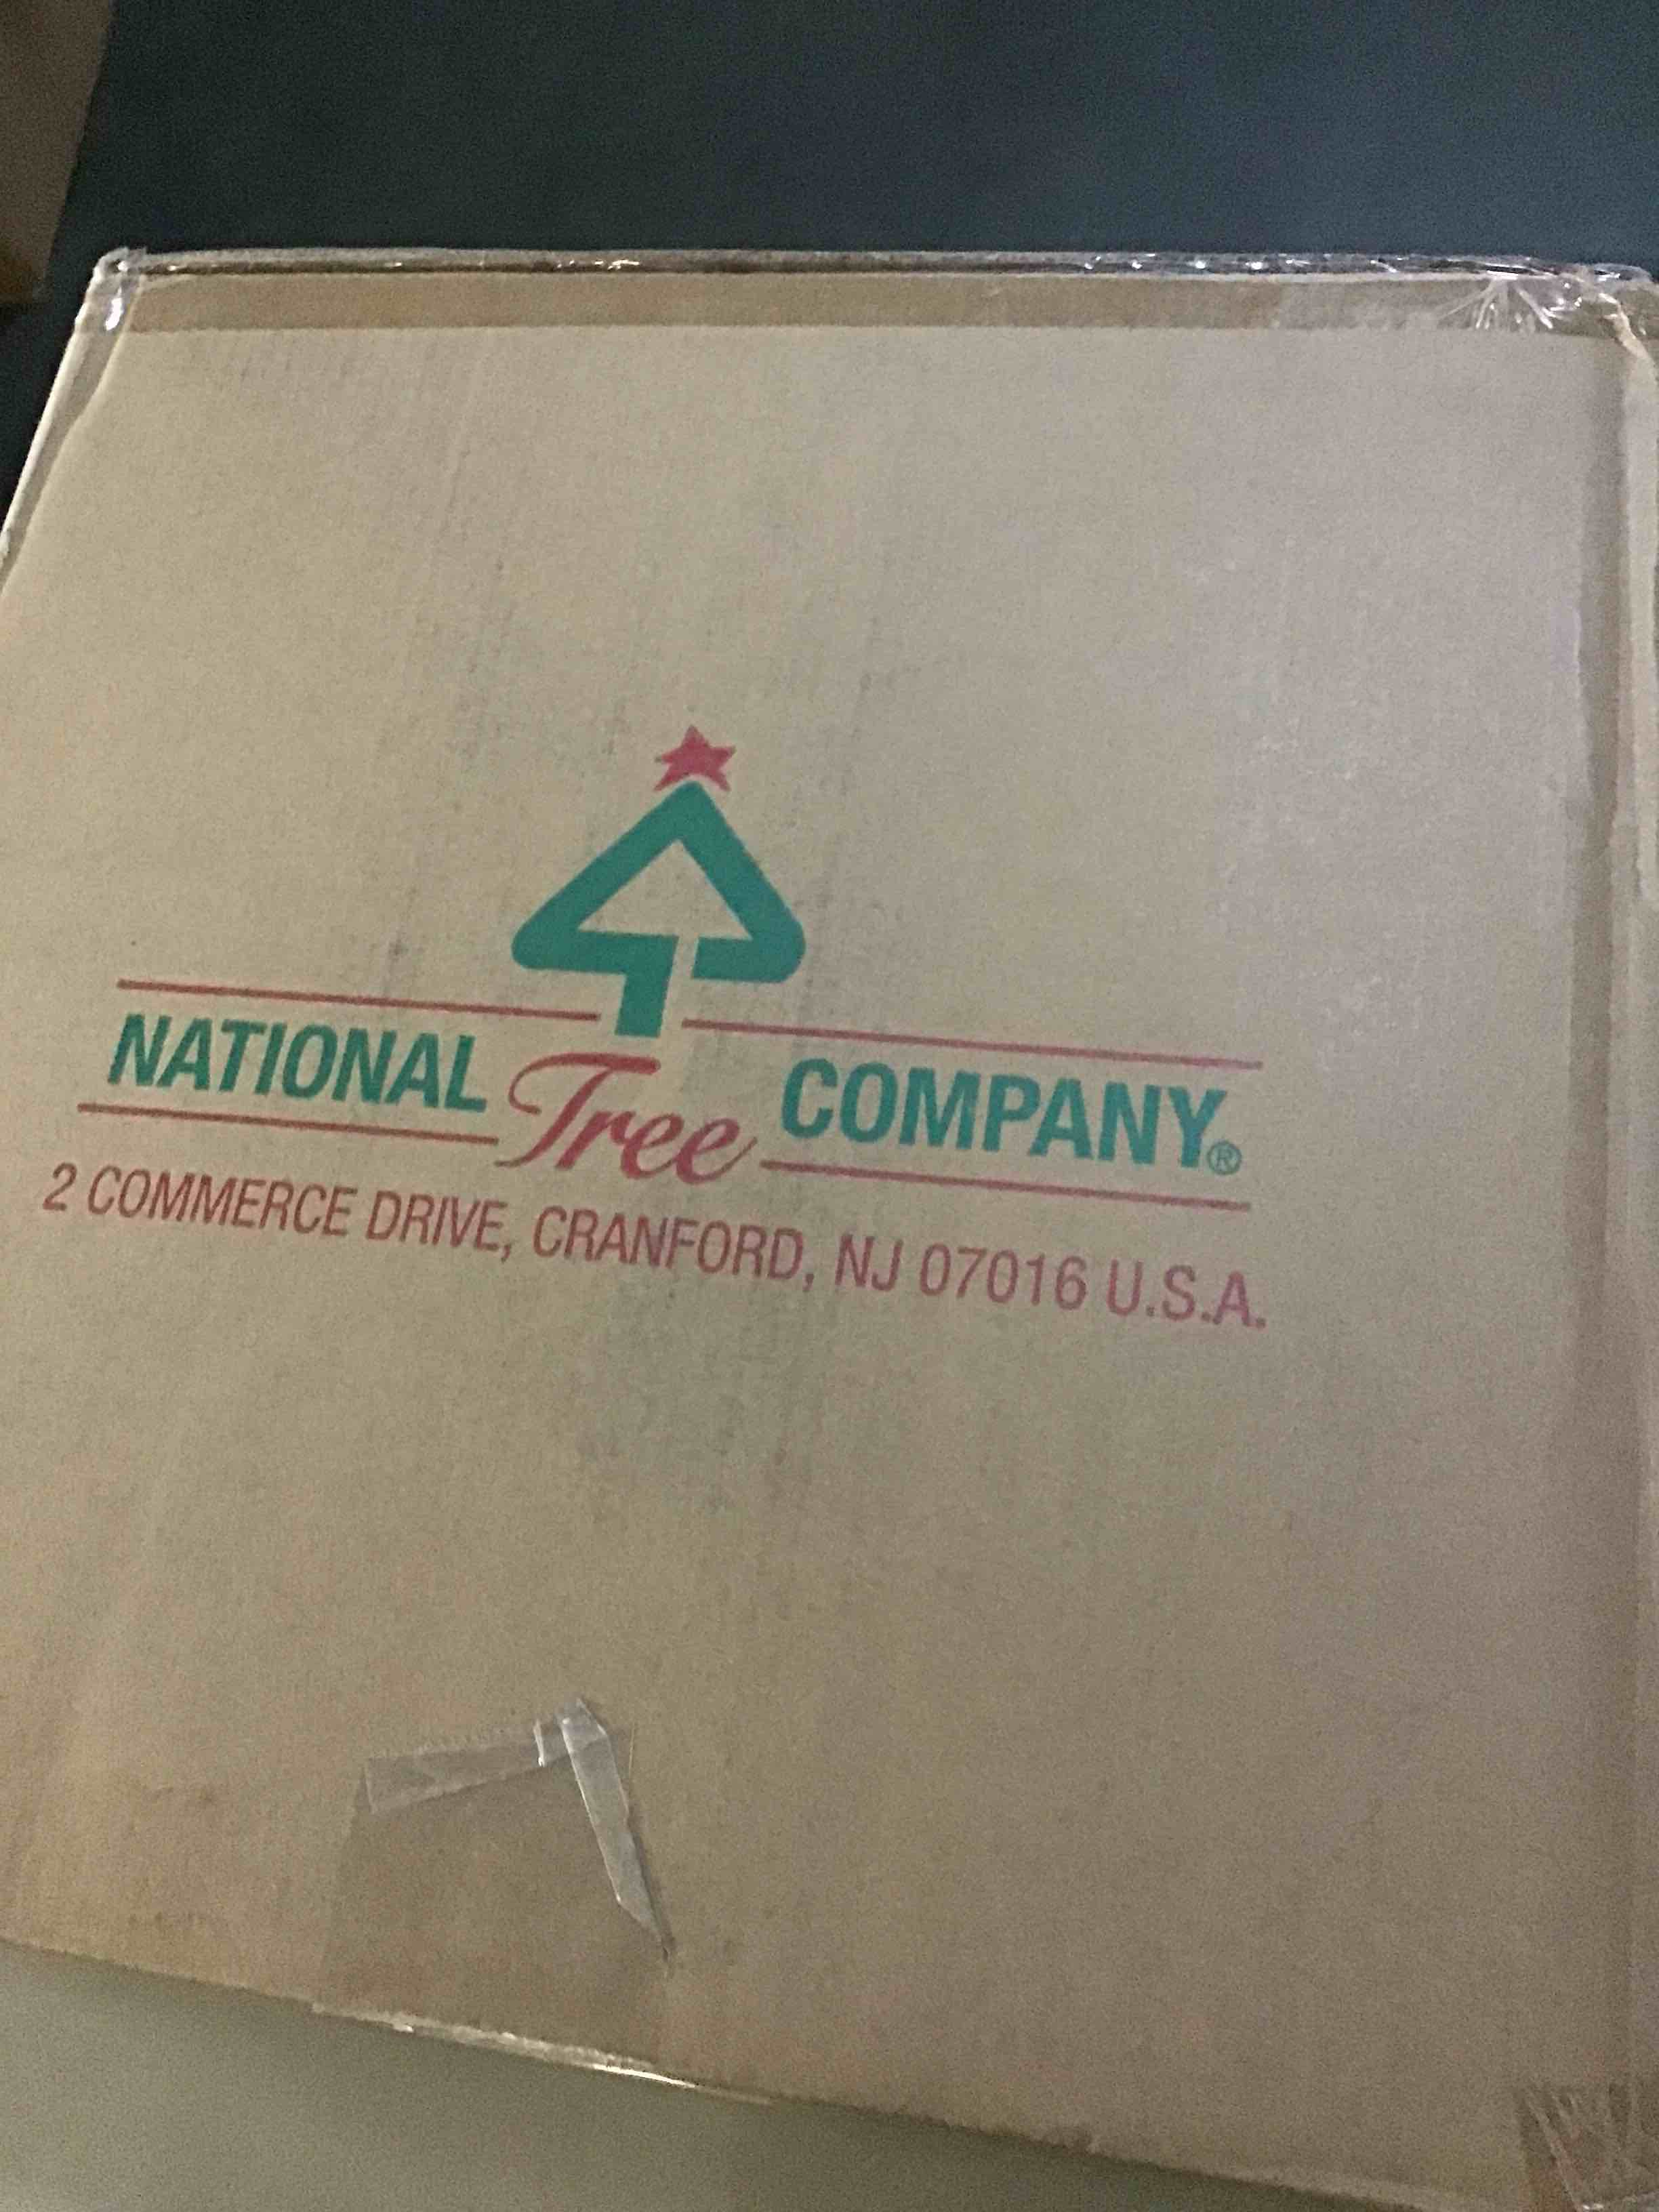 NATIONAL Tree COMPANY®
2 COMMERCE DRIVE, CRANFORD, NJ 07016 U.S.A.